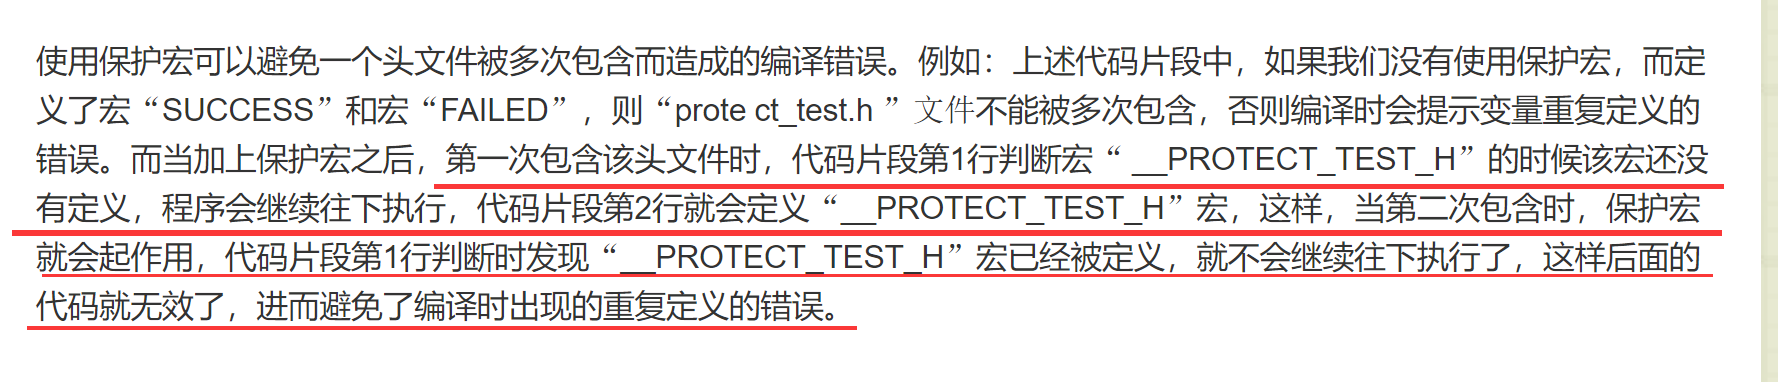 使用保护宏可以避免一个头文件被多次包含而造成的编译错误。例如：上述代码片段中，如果我们没有使用保护宏，而定
义了宏“SUCCESS”和宏“FAILED”，则“prote ct_test.h ”文件不能被多次包含，否则编译时会提示变量重复定义的
错误。而当加上保护宏之后，第一次包含该头文件时，代码片段第1行判断宏“__PROTECT_TEST_H”的时候该宏还没
有定义，程序会继续往下执行，代码片段第2行就会定义“__PROTECT_TEST_H”宏，这样，当第二次包含时，保护宏
就会起作用，代码片段第1行判断时发现“__PROTECT_TEST_H”宏已经被定义，就不会继续往下执行了，这样后面的
代码就无效了，进而避免了编译时出现的重复定义的错误。